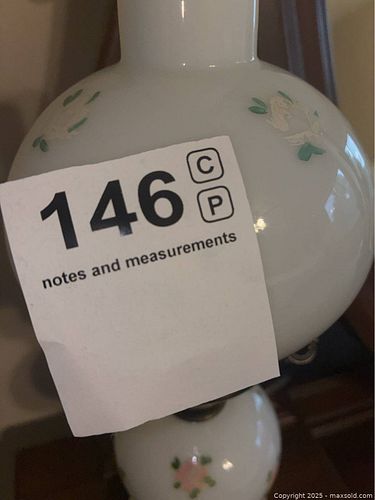 146 C
P
notes and measurements
Copyright 2025 - maxsold.com